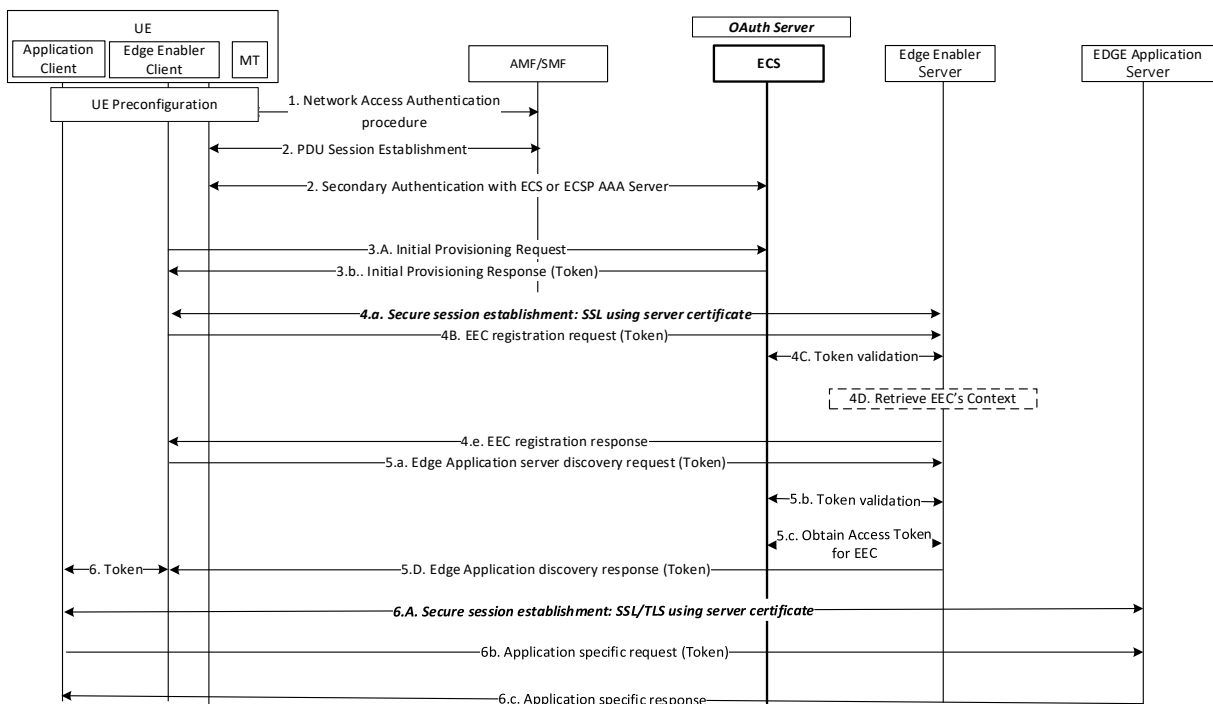 UE
OAuth Server
Application
Client
Edge Enabler
Client
MT
AMF/SMF
ECS
Edge Enabler
Server
EDGE Application
Server
UE Preconfiguration
1. Network Access Authentication
procedure
2. PDU Session Establishment
2. Secondary Authentication with ECS or ECSP AAA Server
3.A. Initial Provisioning Request
3.b.. Initial Provisioning Response (Token)
4.a. Secure session establishment: SSL using server certificate
4B. EEC registration request (Token)
4C. Token validation
4D. Retrieve EEC's Context
4.e. EEC registration response
5.a. Edge Application server discovery request (Token)
5.b. Token validation
5.c. Obtain Access Token
for EEC
6. Token
5.D. Edge Application discovery response (Token)
6.A. Secure session establishment: SSL/TLS using server certificate
6b. Application specific request (Token)
6.c. Application specific response